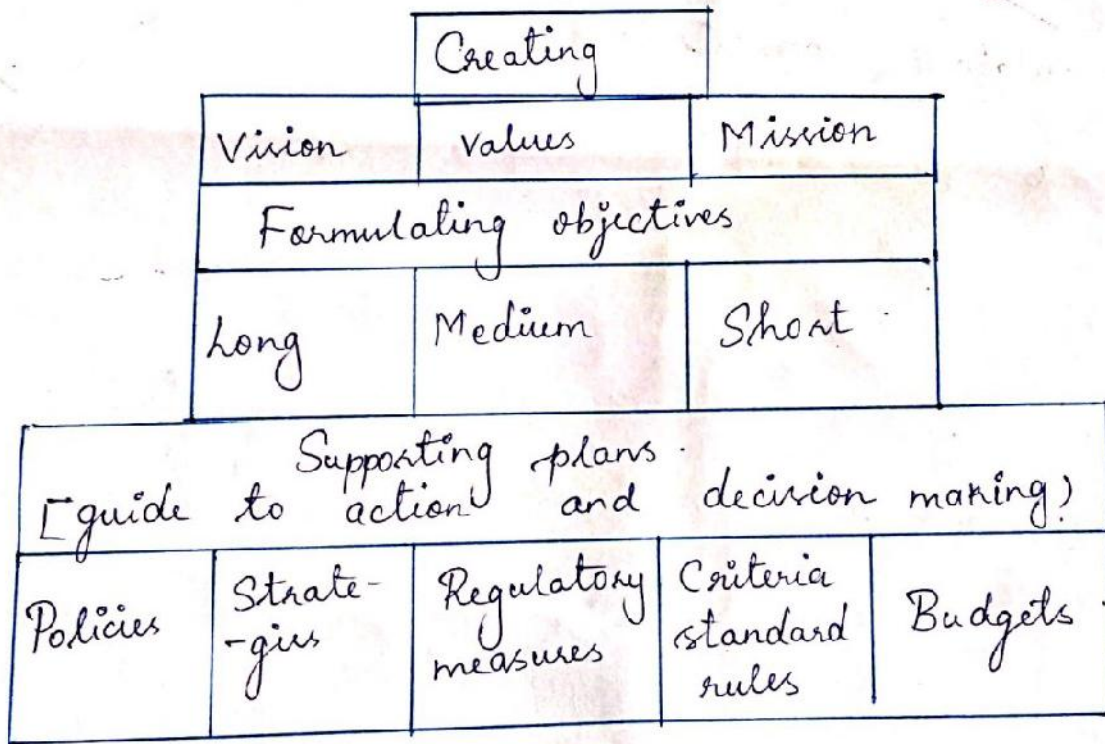 Creating
Vision Values Mission
Formulating objectives
Long Medium Short
Supporting plans
[guide to action and decision making)
Policies Strate- Regulatory Criteria Budgets
-gies measures standard
rules